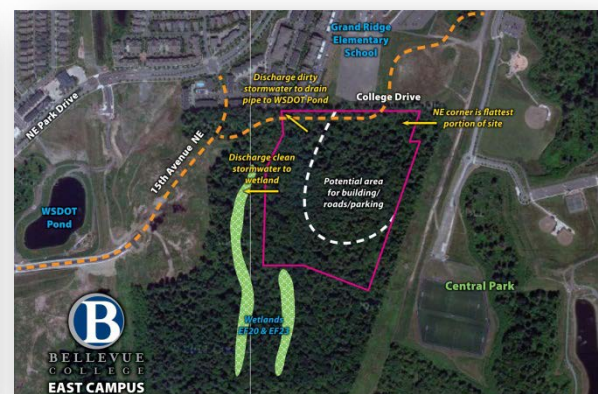 Grand Ridge
Elementary
School
NE Park Drive
Discharge dirty
stormwater to drain
pipe to WSDOT Pond
College Drive
NE corner is flattest
portion of site
15th Avenue NE
Discharge clean
stormwater to
wetland
Potential area
for building/
roads/parking
WSDOT
Pond
Central Park
Wetlands
EF20 & EF23
B
BELLEVUE
COLLEGE
EAST CAMPUS